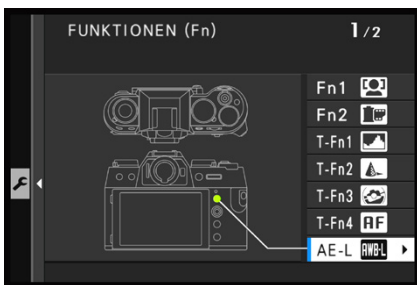 FUNKTIONEN (Fn) 1/2
Fn1
Fn2
T-Fn1
T-Fn2
T-Fn3
T-Fn4 AF
AE-L AWB-L